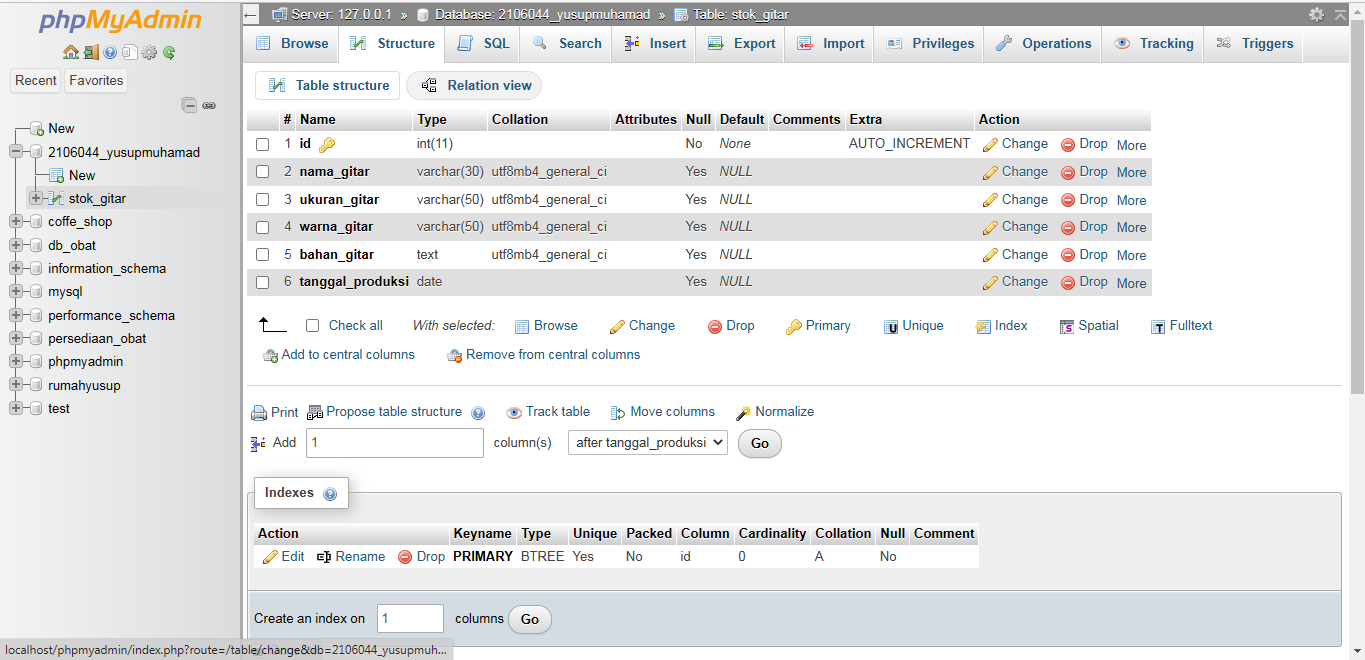 phpMyAdmin
Recent Favorites
New
2106044_yusupmuhamad
New
stok_gitar
coffe_shop
db_obat
information_schema
mysql
performance_schema
persediaan_obat
phpmyadmin
rumahyusup
test
Server: 127.0.0.1 » Database: 2106044_yusupmuhamad » Table: stok_gitar
Browse Structure SQL Search Insert Export Import Privileges Operations Tracking Triggers
Table structure Relation view
# Name Type Collation Attributes Null Default Comments Extra Action
1 id int(11) No None AUTO_INCREMENT Change Drop More
2 nama_gitar varchar(30) utf8mb4_general_ci Yes NULL Change Drop More
3 ukuran_gitar varchar(50) utf8mb4_general_ci Yes NULL Change Drop More
4 warna_gitar varchar(50) utf8mb4_general_ci Yes NULL Change Drop More
5 bahan_gitar text utf8mb4_general_ci Yes NULL Change Drop More
6 tanggal_produksi date Yes NULL Change Drop More
Check all With selected: Browse Change Drop Primary Unique Index Spatial Fulltext
Add to central columns Remove from central columns
Print Propose table structure Track table Move columns Normalize
Add 1 column(s) after tanggal_produksi Go
Indexes
Action Keyname Type Unique Packed Column Cardinality Collation Null Comment
Edit Rename Drop PRIMARY BTREE Yes No id 0 A No
Create an index on 1 columns Go
localhost/phpmyadmin/index.php?route=/table/change&db=2106044_yusupmuh...